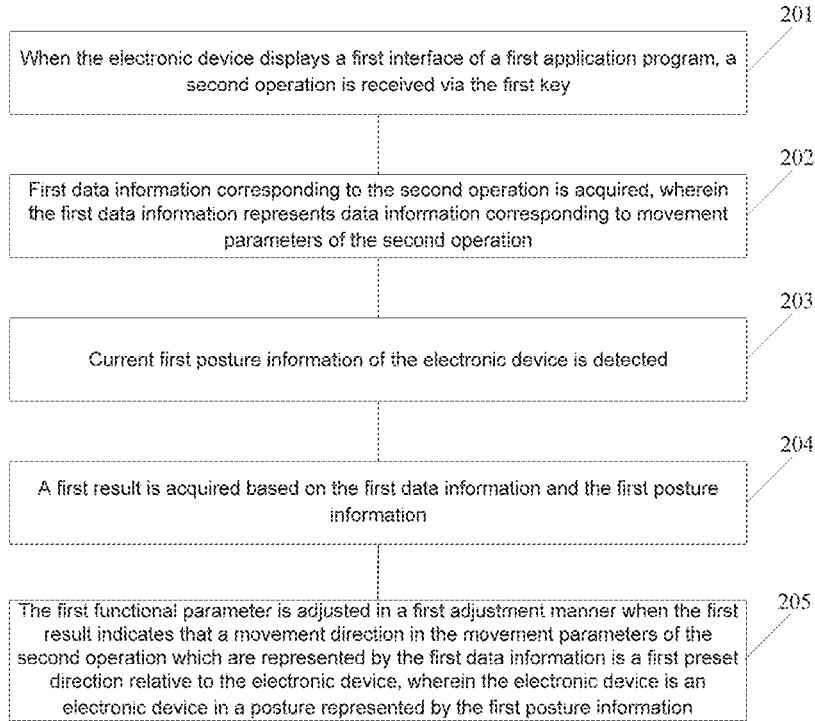 201
When the electronic device displays a first interface of a first application program, a
second operation is received via the first key
202
First data information corresponding to the second operation is acquired, wherein
the first data information represents data information corresponding to movement
parameters of the second operation
203
Current first posture information of the electronic device is detected
204
A first result is acquired based on the first data information and the first posture
information
205
The first functional parameter is adjusted in a first adjustment manner when the first
result indicates that a movement direction in the movement parameters of the
second operation which are represented by the first data information is a first preset
direction relative to the electronic device, wherein the electronic device is an
electronic device in a posture represented by the first posture information